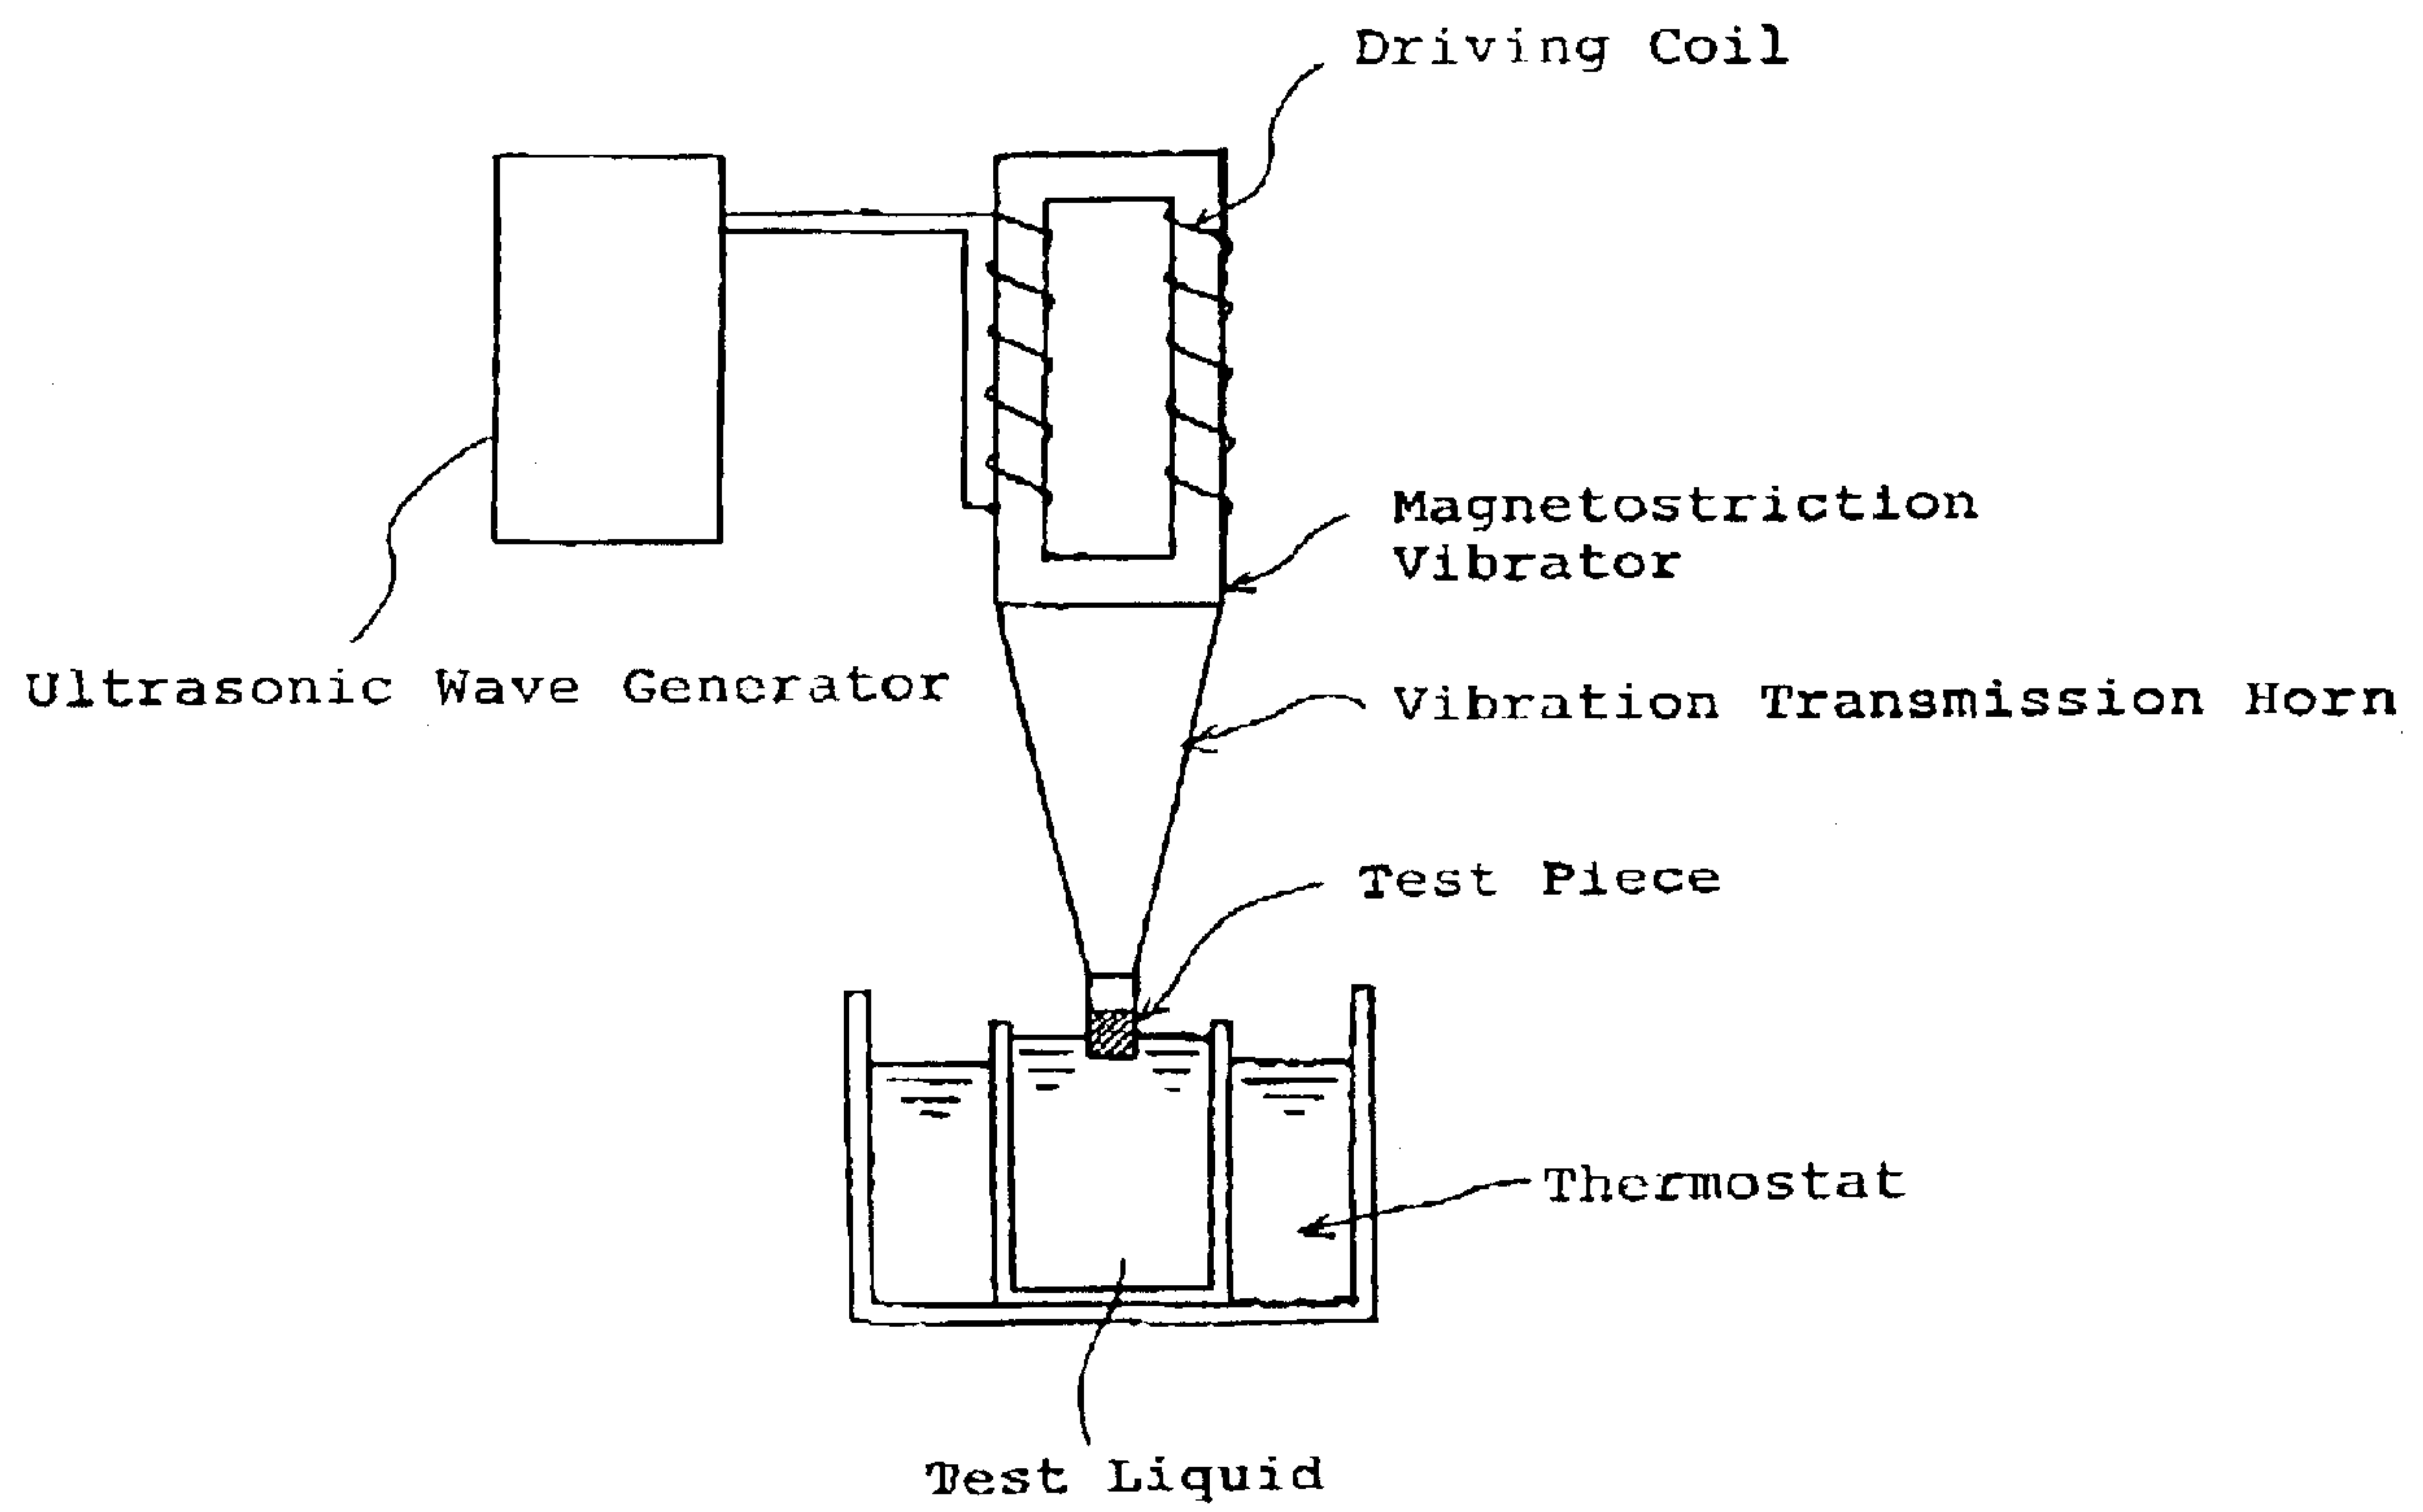 Driving Coil
Magnetostriction
Vibrator
Ultrasonic Wave Generator
Vibration Transmission Horn
Test Piece
Thermostat
Test Liquid